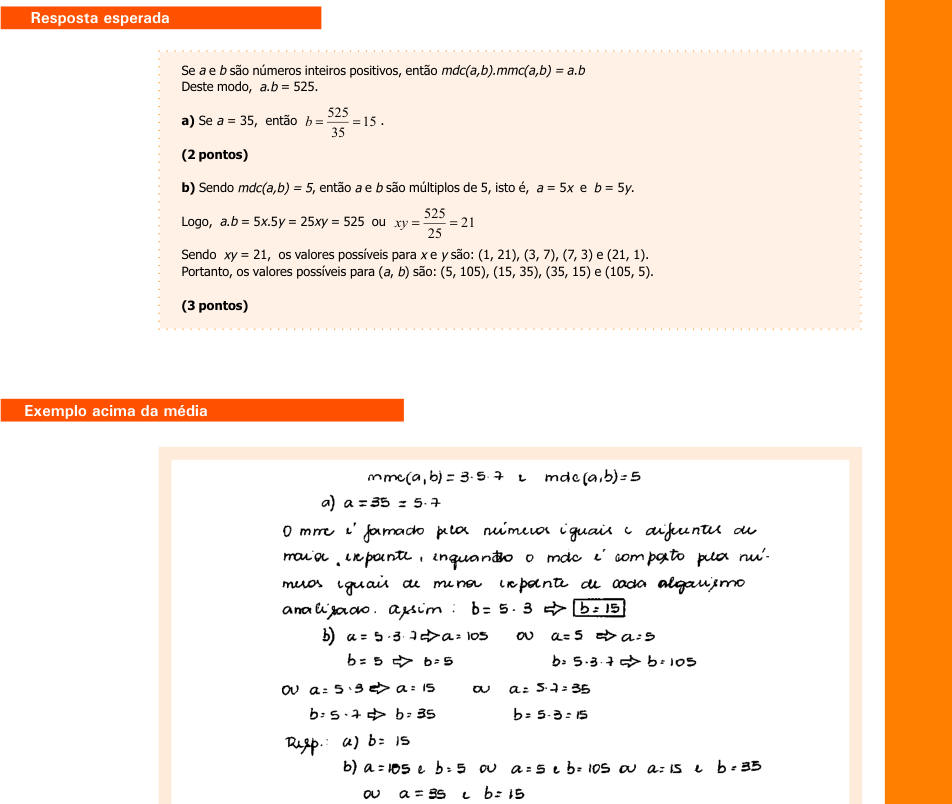 Resposta esperada
Se a e b são números inteiros positivos, então mdc(a,b).mmc(a,b) = a.b
Deste modo, a.b = 525.
a) Se a = 35, então b = 525/35 = 15 .
(2 pontos)
b) Sendo mdc(a,b) = 5, então a e b são múltiplos de 5, isto é, a = 5x e b = 5y.
Logo, a.b = 5x.5y = 25xy = 525 ou xy = 525/25 = 21
Sendo xy = 21, os valores possíveis para x e y são: (1, 21), (3, 7), (7, 3) e (21, 1).
Portanto, os valores possíveis para (a, b) são: (5, 105), (15, 35), (35, 15) e (105, 5).
(3 pontos)
Exemplo acima da média
mmc(a,b) = 3·5·7 e mdc(a,b)=5
a) a = 35 = 5·7
O mmc é formado pelos números iguais e diferentes de
maior expoente, enquanto o mdc é composto pelos nú-
meros iguais de menor expoente de cada algarismo
analisado. assim : b = 5·3 ⇨ b = 15
b) a = 5·3·7 ⇨ a = 105 ou a = 5 ⇨ a = 5
b = 5 ⇨ b = 5 b = 5·3·7 ⇨ b = 105
ou a = 5·3 ⇨ a = 15 ou a = 5·7 = 35
b = 5·7 ⇨ b = 35 b = 5·3 = 15
Resp.: a) b = 15
b) a = 105 e b = 5 ou a = 5 e b = 105 ou a = 15 e b = 35
ou a = 35 e b = 15